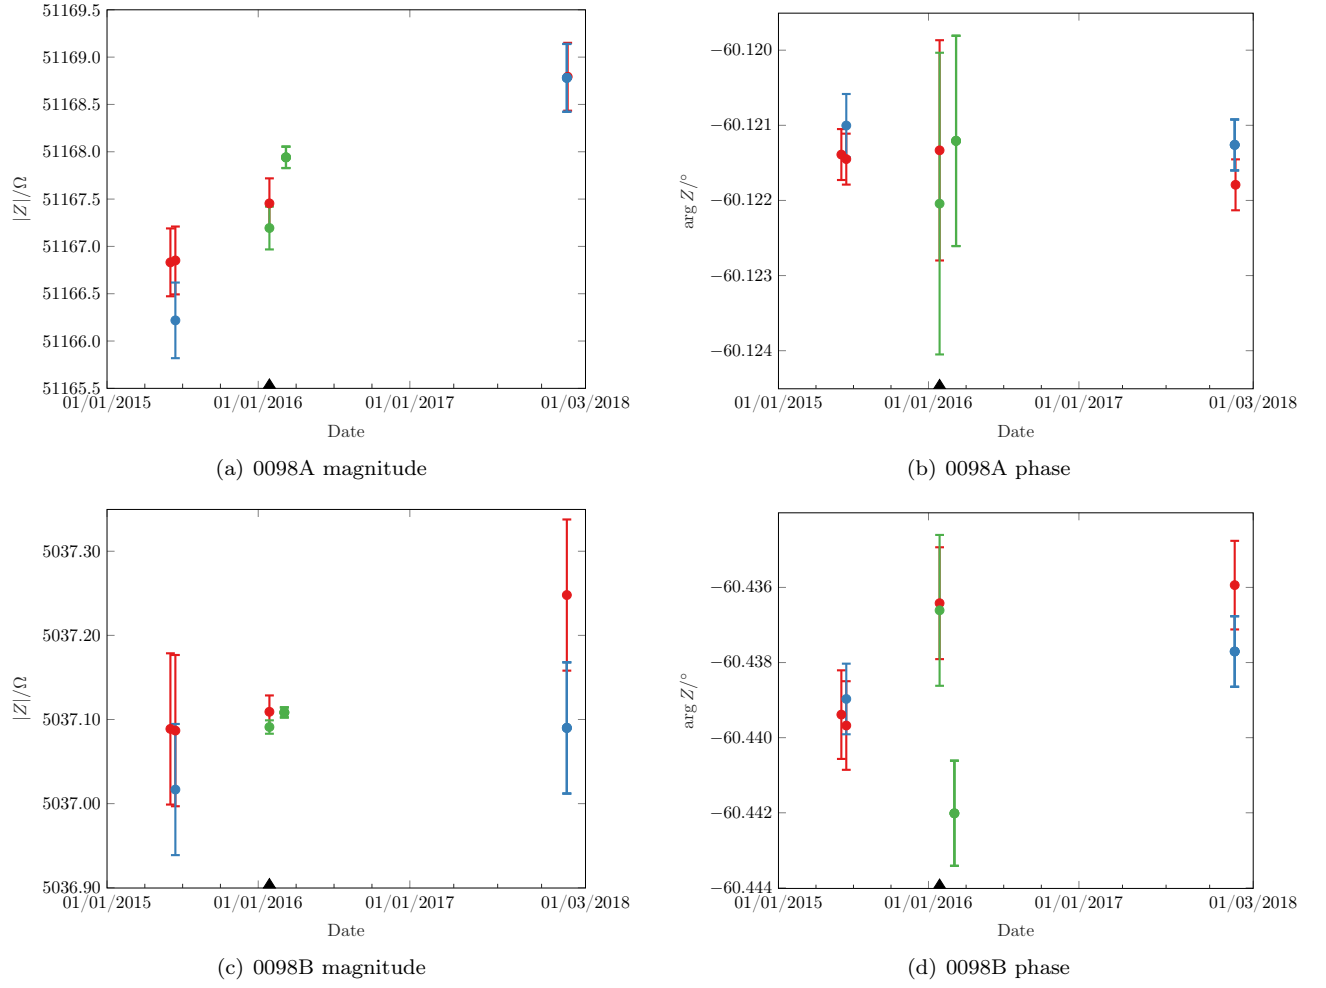 51169.5
51169.0
51168.5
51168.0
51167.5
51167.0
51166.5
51166.0
51165.5
|Z|/Ω
01/01/2015 01/01/2016 01/01/2017 01/03/2018
Date
(a) 0098A magnitude
−60.120
−60.121
−60.122
−60.123
−60.124
arg Z/°
01/01/2015 01/01/2016 01/01/2017 01/03/2018
Date
(b) 0098A phase
5037.30
5037.20
5037.10
5037.00
5036.90
|Z|/Ω
01/01/2015 01/01/2016 01/01/2017 01/03/2018
Date
(c) 0098B magnitude
−60.436
−60.438
−60.440
−60.442
−60.444
arg Z/°
01/01/2015 01/01/2016 01/01/2017 01/03/2018
Date
(d) 0098B phase